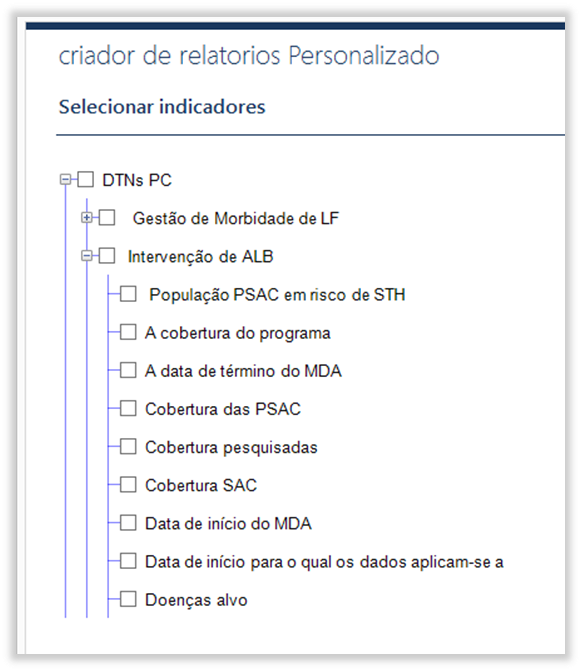 criador de relatorios Personalizado
Selecionar indicadores
DTNs PC
Gestão de Morbidade de LF
Intervenção de ALB
População PSAC em risco de STH
A cobertura do programa
A data de término do MDA
Cobertura das PSAC
Cobertura pesquisadas
Cobertura SAC
Data de início do MDA
Data de início para o qual os dados aplicam-se a
Doenças alvo